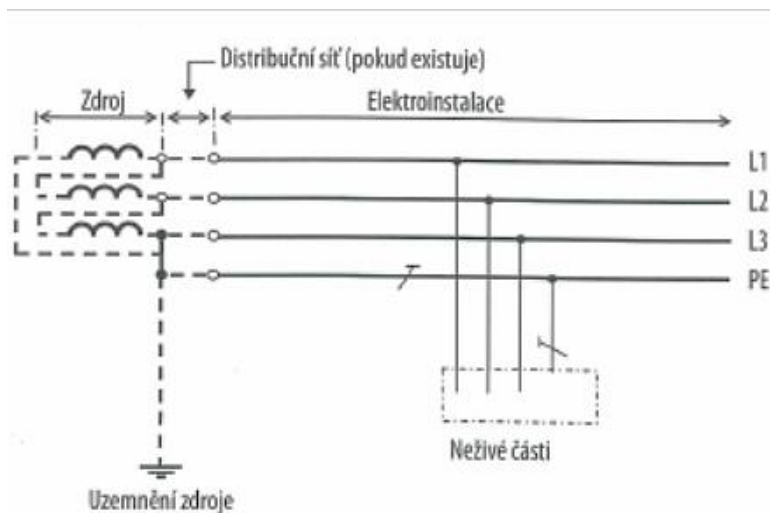 Distribuční síť (pokud existuje)
Zdroj
Elektroinstalace
L1
L2
L3
PE
Neživé části
Uzemnění zdroje